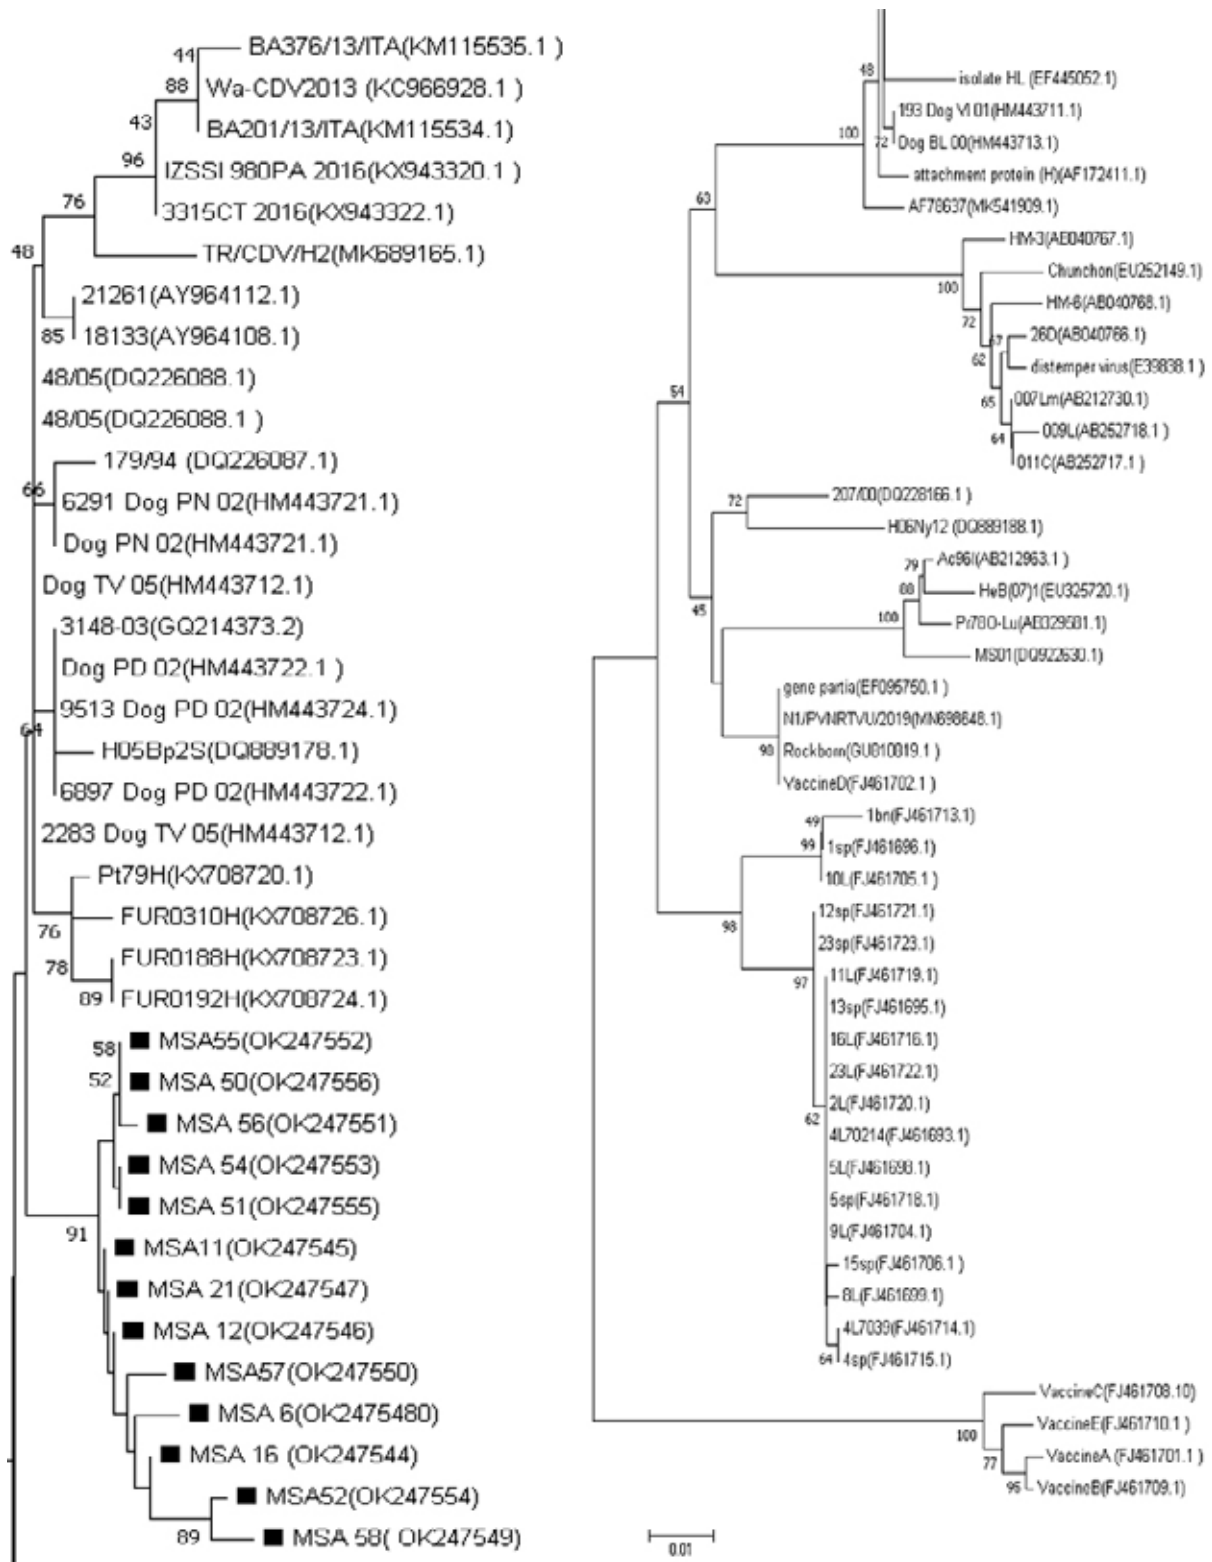 44
BA376/13/ITA(KM115535.1 )
88
Wa-CDV2013 (KC966928.1 )
43
BA201/13/ITA(KM115534.1)
96
IZSSI 980PA 2016(KX943320.1 )
76
3315CT 2016(KX943322.1)
48
TR/CDV/H2(MK689165.1)
21261(AY964112.1)
85
18133(AY964108.1)
48/05(DQ226088.1)
48/05(DQ226088.1 )
179/94 (DQ226087.1)
66
6291 Dog PN 02(HM443721.1)
Dog PN 02(HM443721.1)
Dog TV 05(HM443712.1)
3148-03(GQ214373.2)
Dog PD 02(HM443722.1 )
9513 Dog PD 02(HM443724.1)
64
H05Bp2S(DQ889178.1)
6897 Dog PD 02(HM443722.1)
2283 Dog TV 05(HM443712.1)
Pt79H(KX708720.1)
76
FUR0310H(KX708726.1)
78
FUR0188H(KX708723.1)
89
FUR0192H(KX708724.1)
58
MSA55(OK247552)
52
MSA 50(OK247556)
MSA 56(OK247551)
MSA 54(OK247553)
MSA 51(OK247555)
91
MSA11(OK247545)
MSA 21(OK247547)
MSA 12(OK247546)
MSA57(OK247550)
MSA 6(OK2475480)
MSA 16 (OK247544)
MSA52(OK247554)
89
MSA 58( OK247549)
48
isolate HL (EF445052.1)
193 Dog VI 01(HM443711.1)
100
72
Dog BL 00(HM443713.1)
attachment protein (H)(AF172411.1)
60
AF78637(MK541909.1)
HM-3(AB040767.1)
100
Chunchon(EU252149.1)
72
HM-6(AB040768.1)
67
26D(AB040766.1)
62
distemper virus(E39838.1)
54
65
007Lm(AB212730.1)
64
009L(AB252718.1 )
011C(AB252717.1 )
72
207/00(DQ228166.1 )
H06Ny12 (DQ889188.1)
79
Ac96I(AB212963.1 )
88
HeB(07)1(EU325720.1)
45
100
Pr78O-Lu(AB329581.1)
MS01(DQ922630.1)
gene partia(EF095750.1 )
N1/PVNRTVU/2019(MN698648.1)
98
Rockborn(GU810819.1 )
VaccineD(FJ461702.1 )
49
1bn(FJ461713.1)
99
1sp(FJ461696.1)
10L(FJ461705.1 )
98
12sp(FJ461721.1)
23sp(FJ461723.1)
97
11L(FJ461719.1)
13sp(FJ461695.1)
16L(FJ461716.1)
23L(FJ461722.1)
2L(FJ461720.1)
62
4L70214(FJ461693.1)
5L(FJ461698.1)
5sp(FJ461718.1)
9L(FJ461704.1)
15sp(FJ461706.1 )
8L(FJ461699.1)
4L7039(FJ461714.1)
64
4sp(FJ461715.1)
VaccineC(FJ461708.10)
100
VaccineE(FJ461710.1 )
77
VaccineA (FJ461701.1 )
95
VaccineB(FJ461709.1)
0.01